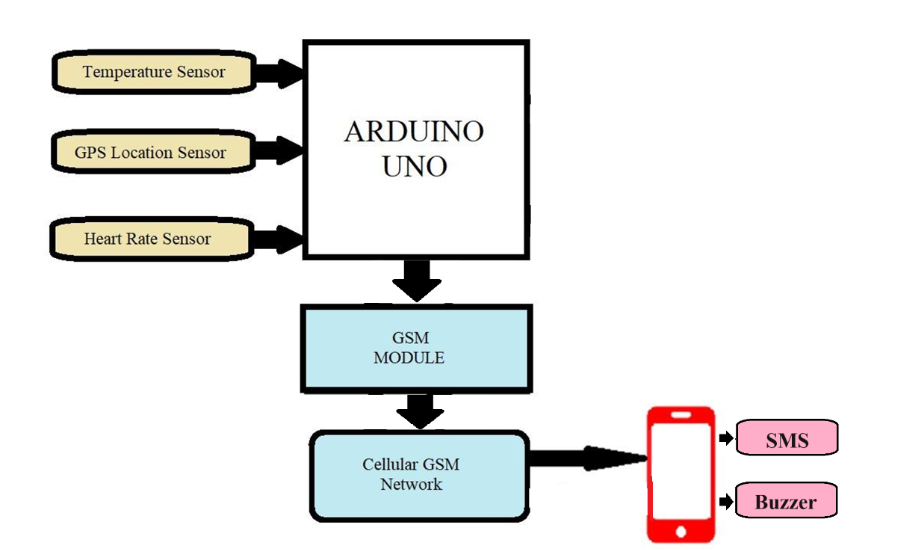 Temperature Sensor
GPS Location Sensor
Heart Rate Sensor
ARDUINO
UNO
GSM
MODULE
Cellular GSM
Network
SMS
Buzzer